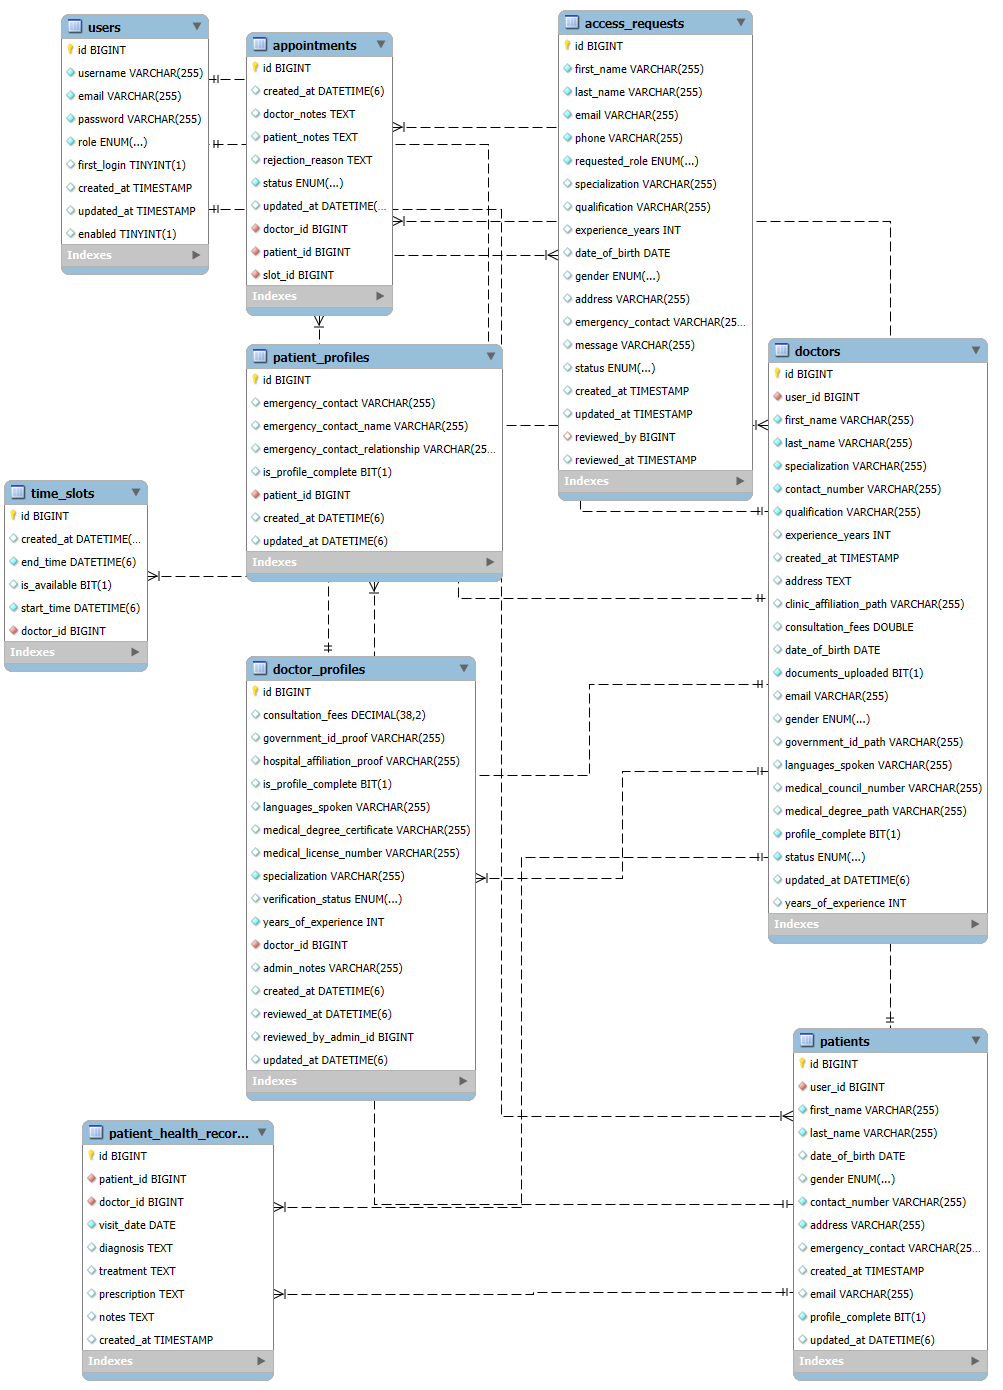 users
id BIGINT
username VARCHAR(255)
email VARCHAR(255)
password VARCHAR(255)
role ENUM(...)
first_login TINYINT(1)
created_at TIMESTAMP
updated_at TIMESTAMP
enabled TINYINT(1)
Indexes
appointments
id BIGINT
created_at DATETIME(6)
doctor_notes TEXT
patient_notes TEXT
rejection_reason TEXT
status ENUM(...)
updated_at DATETIME(...
doctor_id BIGINT
patient_id BIGINT
slot_id BIGINT
Indexes
access_requests
id BIGINT
first_name VARCHAR(255)
last_name VARCHAR(255)
email VARCHAR(255)
phone VARCHAR(255)
requested_role ENUM(...)
specialization VARCHAR(255)
qualification VARCHAR(255)
experience_years INT
date_of_birth DATE
gender ENUM(...)
address VARCHAR(255)
emergency_contact VARCHAR(25...
message VARCHAR(255)
status ENUM(...)
created_at TIMESTAMP
updated_at TIMESTAMP
reviewed_by BIGINT
reviewed_at TIMESTAMP
Indexes
patient_profiles
id BIGINT
emergency_contact VARCHAR(255)
emergency_contact_name VARCHAR(255)
emergency_contact_relationship VARCHAR(25...
is_profile_complete BIT(1)
patient_id BIGINT
created_at DATETIME(6)
updated_at DATETIME(6)
Indexes
doctors
id BIGINT
user_id BIGINT
first_name VARCHAR(255)
last_name VARCHAR(255)
specialization VARCHAR(255)
contact_number VARCHAR(255)
qualification VARCHAR(255)
experience_years INT
created_at TIMESTAMP
address TEXT
clinic_affiliation_path VARCHAR(255)
consultation_fees DOUBLE
date_of_birth DATE
documents_uploaded BIT(1)
email VARCHAR(255)
gender ENUM(...)
government_id_path VARCHAR(255)
languages_spoken VARCHAR(255)
medical_council_number VARCHAR(255)
medical_degree_path VARCHAR(255)
profile_complete BIT(1)
status ENUM(...)
updated_at DATETIME(6)
years_of_experience INT
Indexes
time_slots
id BIGINT
created_at DATETIME(...
end_time DATETIME(6)
is_available BIT(1)
start_time DATETIME(6)
doctor_id BIGINT
Indexes
doctor_profiles
id BIGINT
consultation_fees DECIMAL(38,2)
government_id_proof VARCHAR(255)
hospital_affiliation_proof VARCHAR(255)
is_profile_complete BIT(1)
languages_spoken VARCHAR(255)
medical_degree_certificate VARCHAR(255)
medical_license_number VARCHAR(255)
specialization VARCHAR(255)
verification_status ENUM(...)
years_of_experience INT
doctor_id BIGINT
admin_notes VARCHAR(255)
created_at DATETIME(6)
reviewed_at DATETIME(6)
reviewed_by_admin_id BIGINT
updated_at DATETIME(6)
Indexes
patients
id BIGINT
user_id BIGINT
first_name VARCHAR(255)
last_name VARCHAR(255)
date_of_birth DATE
gender ENUM(...)
contact_number VARCHAR(255)
address VARCHAR(255)
emergency_contact VARCHAR(25...
created_at TIMESTAMP
email VARCHAR(255)
profile_complete BIT(1)
updated_at DATETIME(6)
Indexes
patient_health_recor...
id BIGINT
patient_id BIGINT
doctor_id BIGINT
visit_date DATE
diagnosis TEXT
treatment TEXT
prescription TEXT
notes TEXT
created_at TIMESTAMP
Indexes